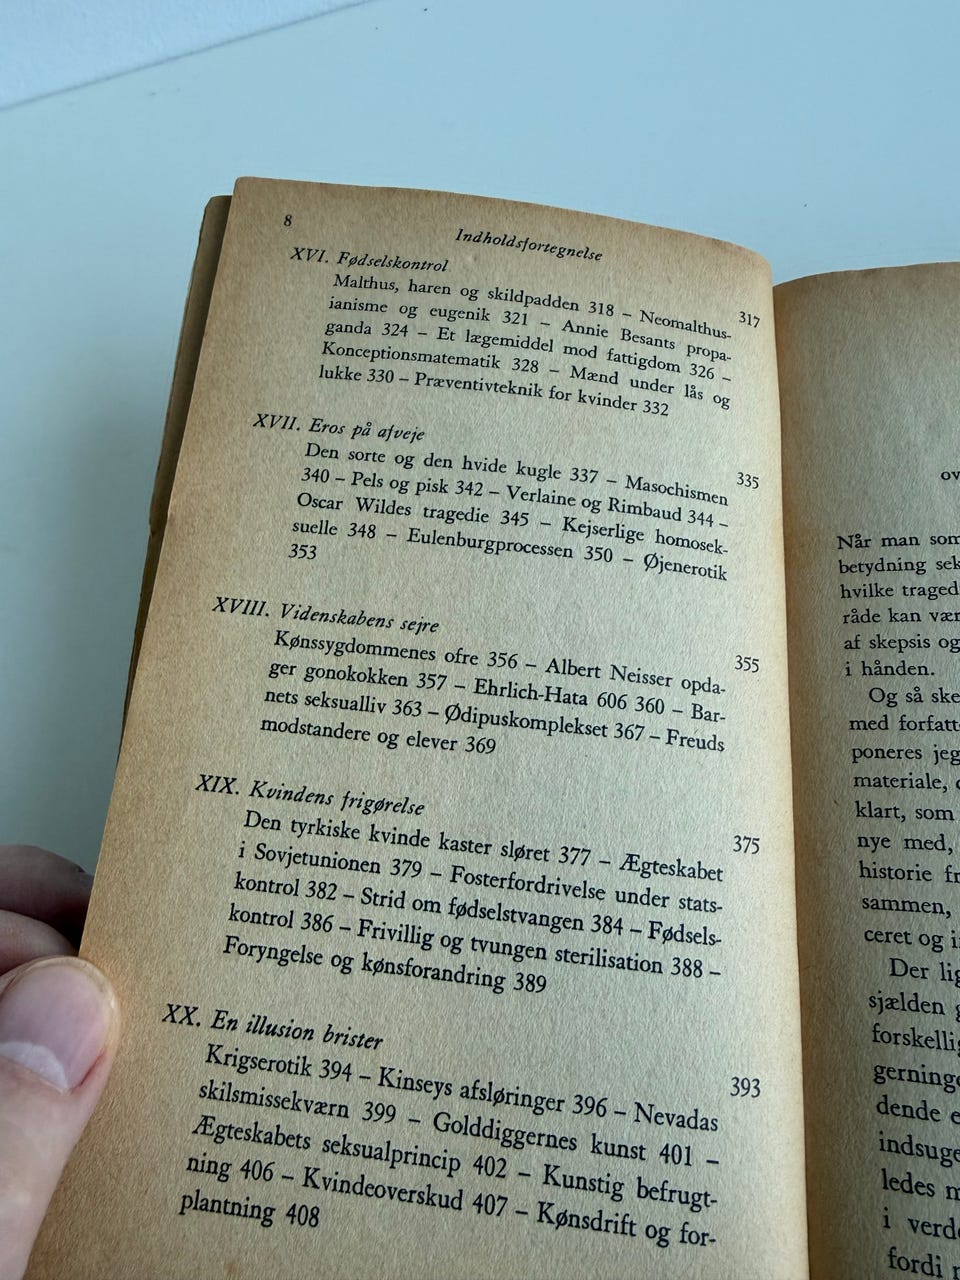 8
Indholdsfortegnelse
XVI. Fødselskontrol 317
Malthus, haren og skildpadden 318 – Neomalthus-
ianisme og eugenik 321 – Annie Besants propa-
ganda 324 – Et lægemiddel mod fattigdom 326 –
Konceptionsmatematik 328 – Mænd under lås og
lukke 330 – Præventivteknik for kvinder 332
XVII. Eros på afveje 335
Den sorte og den hvide kugle 337 – Masochismen
340 – Pels og pisk 342 – Verlaine og Rimbaud 344 –
Oscar Wildes tragedie 345 – Kejserlige homosek-
suelle 348 – Eulenburgprocessen 350 – Øjenerotik
353
XVIII. Videnskabens sejre 355
Kønssygdommenes ofre 356 – Albert Neisser opda-
ger gonokokken 357 – Ehrlich-Hata 606 360 – Bar-
nets seksualliv 363 – Ødipuskomplekset 367 – Freuds
modstandere og elever 369
XIX. Kvindens frigørelse 375
Den tyrkiske kvinde kaster sløret 377 – Ægteskabet
i Sovjetunionen 379 – Fosterfordrivelse under stats-
kontrol 382 – Strid om fødselstvangen 384 – Fødsels-
kontrol 386 – Frivillig og tvungen sterilisation 388 –
Foryngelse og kønsforandring 389
XX. En illusion brister 393
Krigserotik 394 – Kinseys afsløringer 396 – Nevadas
skilsmissekværn 399 – Golddiggernes kunst 401 –
Ægteskabets seksualprincip 402 – Kunstig befrugt-
ning 406 – Kvindeoverskud 407 – Kønsdrift og for-
plantning 408
ov
Når man som
betydning sek
hvilke traged
råde kan vær
af skepsis og
i hånden.
Og så ske
med forfatt
poneres jeg
materiale,
klart, som
nye med,
historie fr
sammen,
ceret og i
Der lig
sjælden g
forskellig
gerninge
dende e
indsuge
ledes m
i verde
fordi